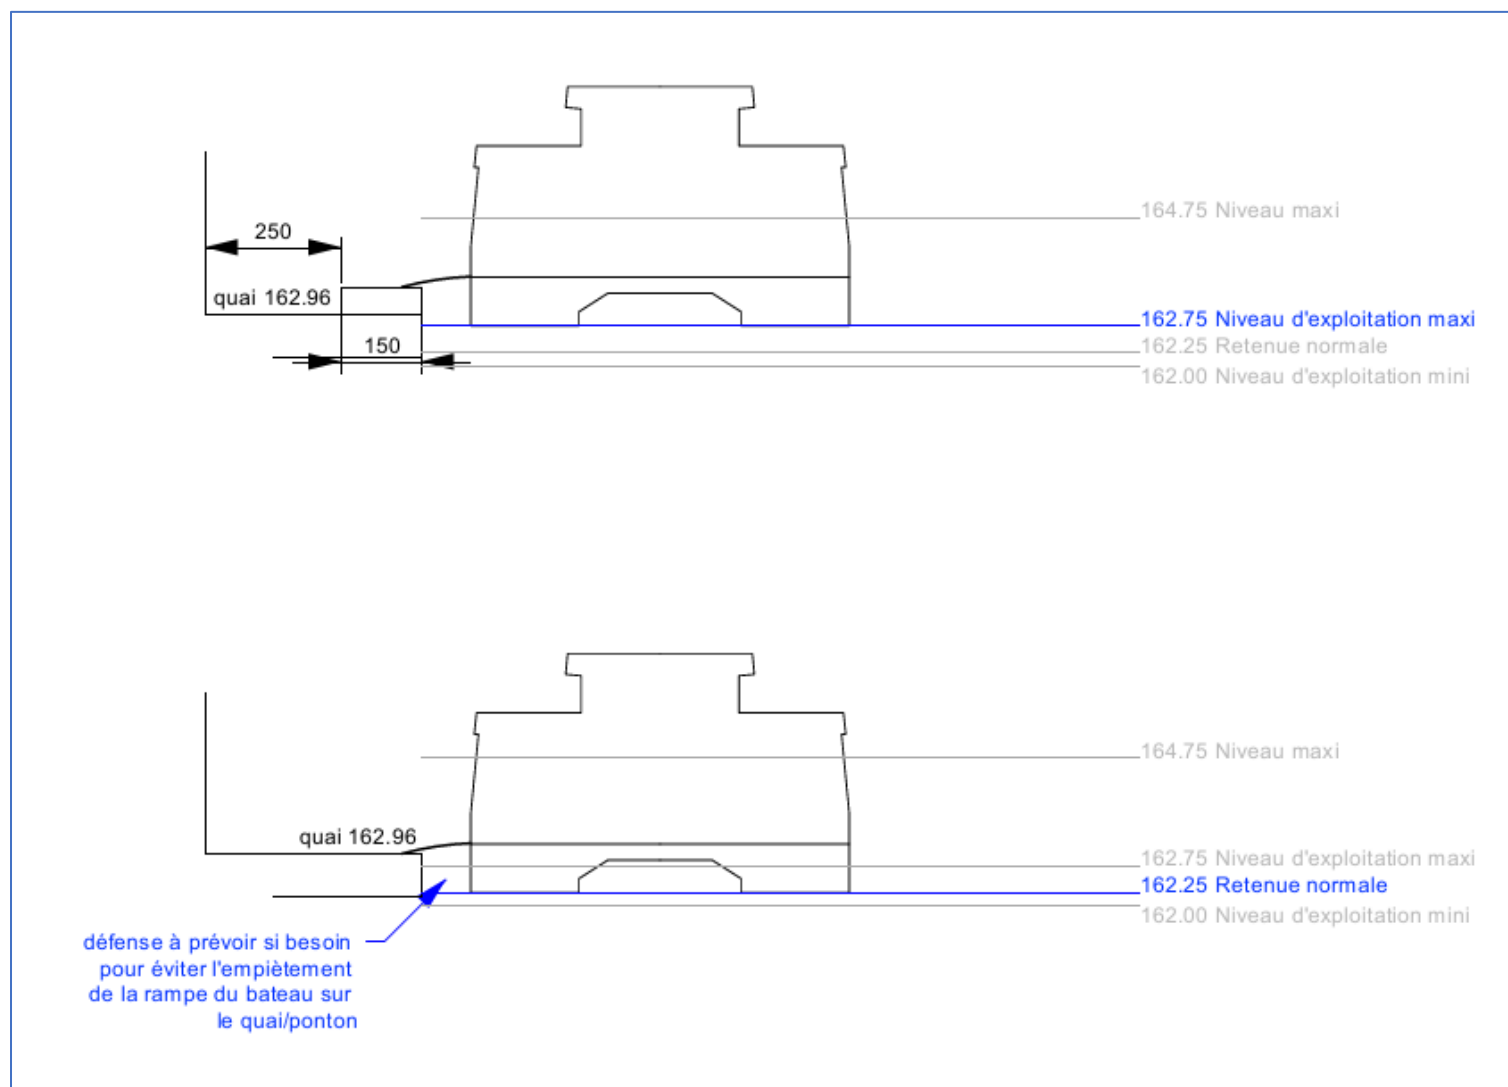 164.75 Niveau maxi
250
quai 162.96
162.75 Niveau d'exploitation maxi
150
162.25 Retenue normale
162.00 Niveau d'exploitation mini
164.75 Niveau maxi
quai 162.96
162.75 Niveau d'exploitation maxi
162.25 Retenue normale
162.00 Niveau d'exploitation mini
défense à prévoir si besoin
pour éviter l'empiètement
de la rampe du bateau sur
le quai/ponton